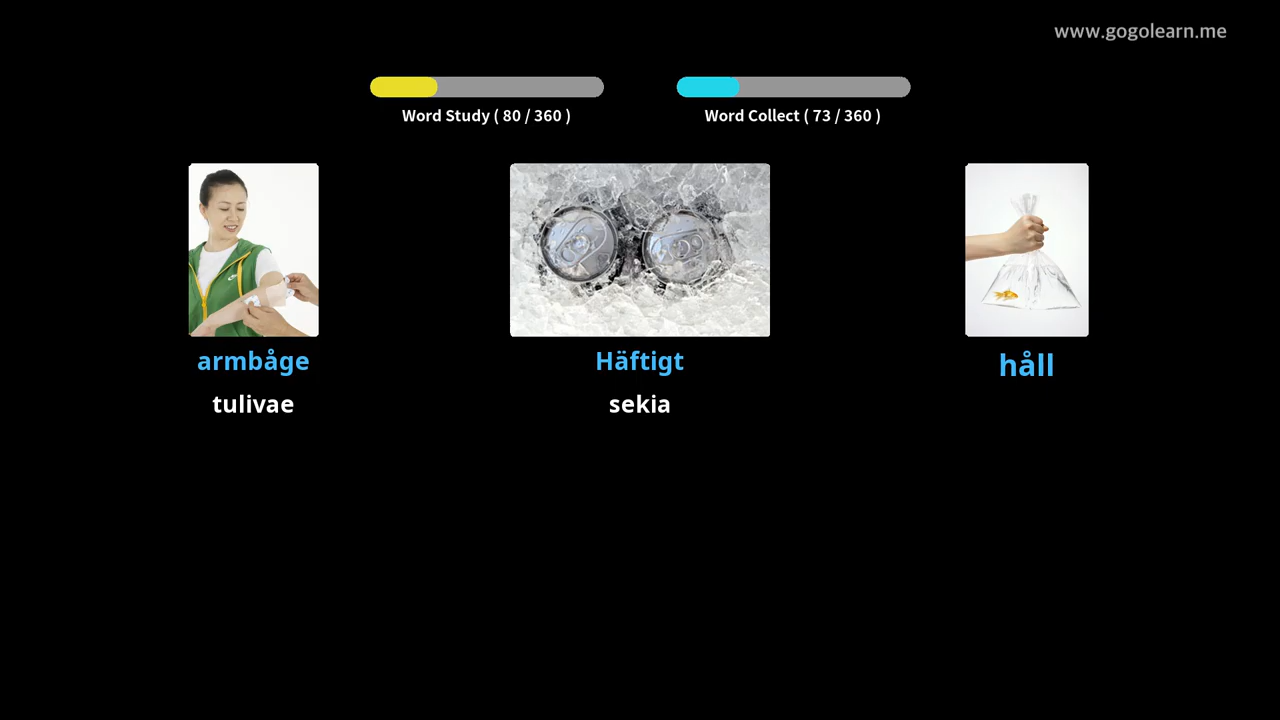 www.gogolearn.me
Word Study ( 80 / 360 )
Word Collect ( 73 / 360 )
armbåge
Häftigt
håll
tulivae
sekia